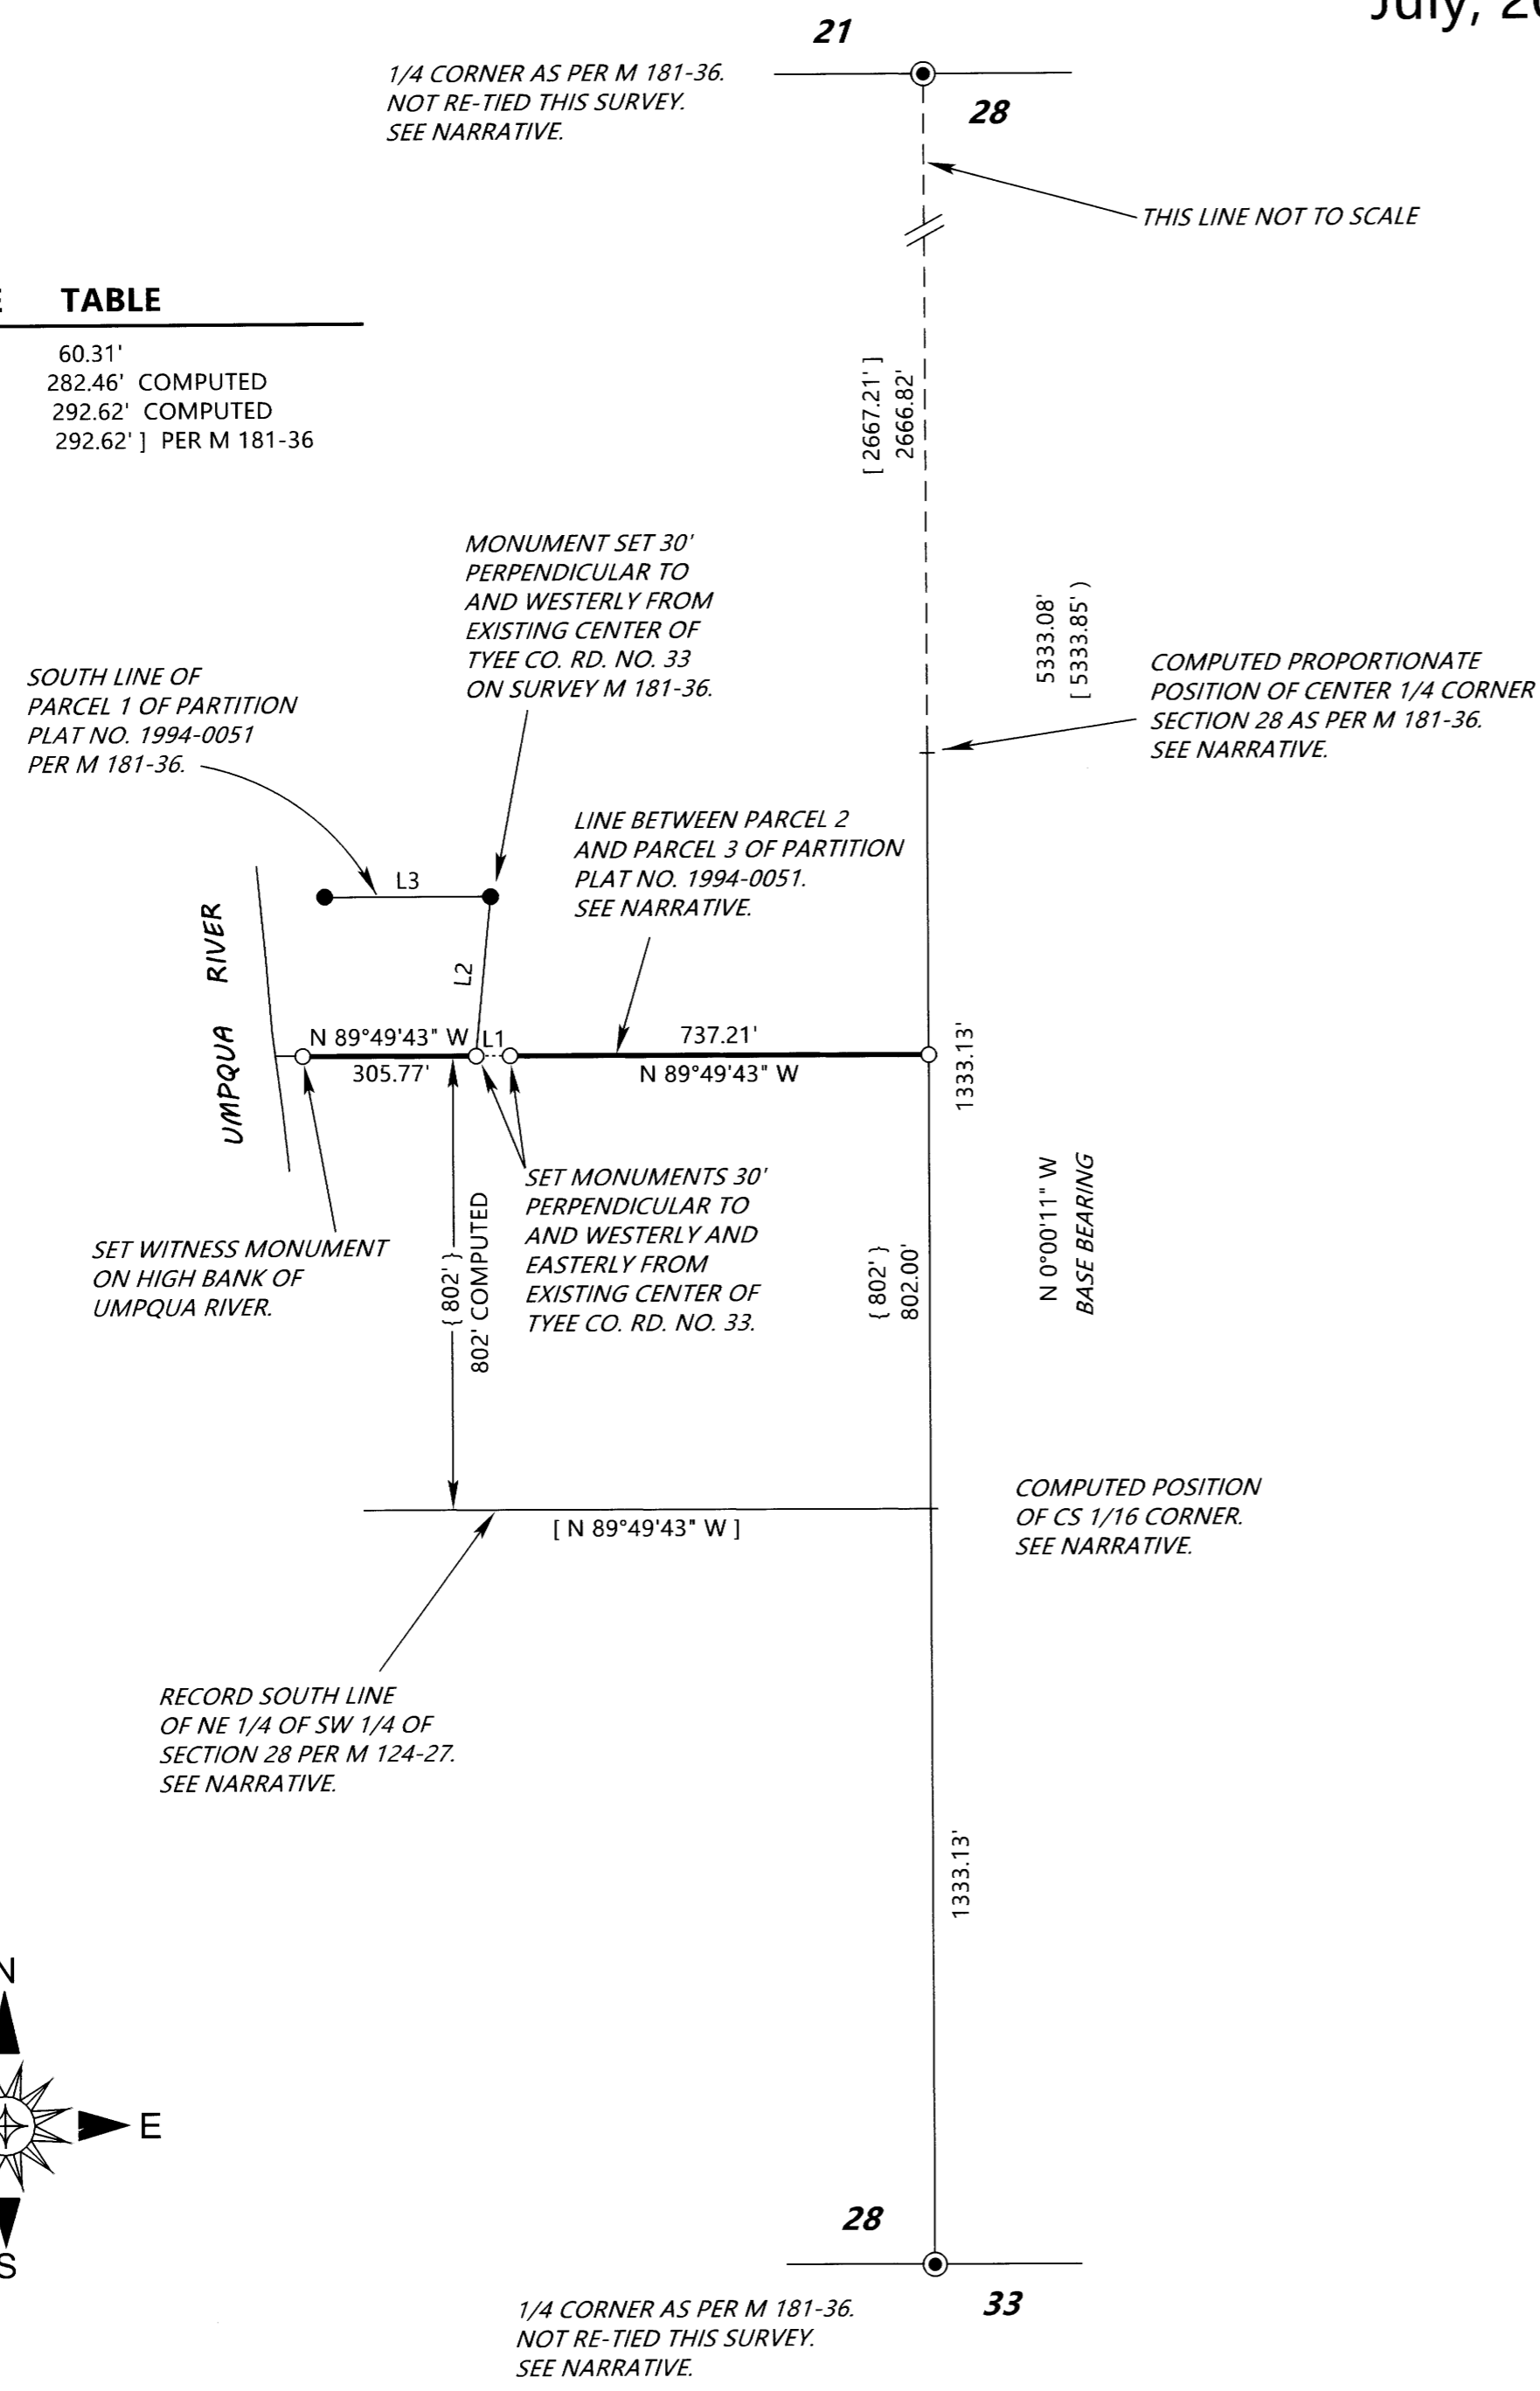 July, 20
21
1/4 CORNER AS PER M 181-36.
NOT RE-TIED THIS SURVEY.
SEE NARRATIVE.
28
THIS LINE NOT TO SCALE
TABLE
60.31'
282.46' COMPUTED
292.62' COMPUTED
292.62' ] PER M 181-36
[ 2667.21' ]
2666.82'
MONUMENT SET 30'
PERPENDICULAR TO
AND WESTERLY FROM
EXISTING CENTER OF
TYEE CO. RD. NO. 33
ON SURVEY M 181-36.
5333.08'
[ 5333.85' )
COMPUTED PROPORTIONATE
POSITION OF CENTER 1/4 CORNER
SECTION 28 AS PER M 181-36.
SEE NARRATIVE.
SOUTH LINE OF
PARCEL 1 OF PARTITION
PLAT NO. 1994-0051
PER M 181-36.
LINE BETWEEN PARCEL 2
AND PARCEL 3 OF PARTITION
PLAT NO. 1994-0051.
SEE NARRATIVE.
L3
UMPQUA RIVER
L2
N 89°49'43" W
L1
737.21'
305.77'
N 89°49'43" W
1333.13'
SET MONUMENTS 30'
PERPENDICULAR TO
AND WESTERLY AND
EASTERLY FROM
EXISTING CENTER OF
TYEE CO. RD. NO. 33.
{ 802' }
802' COMPUTED
{ 802' }
802.00'
N 0°00'11" W
BASE BEARING
SET WITNESS MONUMENT
ON HIGH BANK OF
UMPQUA RIVER.
[ N 89°49'43" W ]
COMPUTED POSITION
OF CS 1/16 CORNER.
SEE NARRATIVE.
RECORD SOUTH LINE
OF NE 1/4 OF SW 1/4 OF
SECTION 28 PER M 124-27.
SEE NARRATIVE.
1333.13'
N
E
S
28
33
1/4 CORNER AS PER M 181-36.
NOT RE-TIED THIS SURVEY.
SEE NARRATIVE.